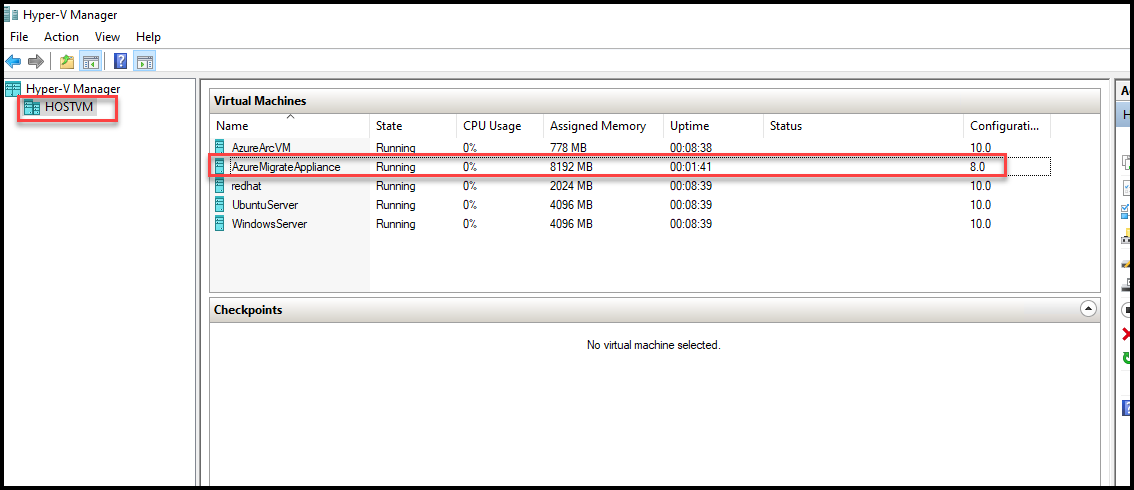 Hyper-V Manager
File Action View Help
Hyper-V Manager
HOSTVM
Virtual Machines
Name State CPU Usage Assigned Memory Uptime Status Configurati...
AzureArcVM Running 0% 778 MB 00:08:38 10.0
AzureMigrateAppliance Running 0% 8192 MB 00:01:41 8.0
redhat Running 0% 2024 MB 00:08:39 10.0
UbuntuServer Running 0% 4096 MB 00:08:39 10.0
WindowsServer Running 0% 4096 MB 00:08:39 10.0
Checkpoints
No virtual machine selected.